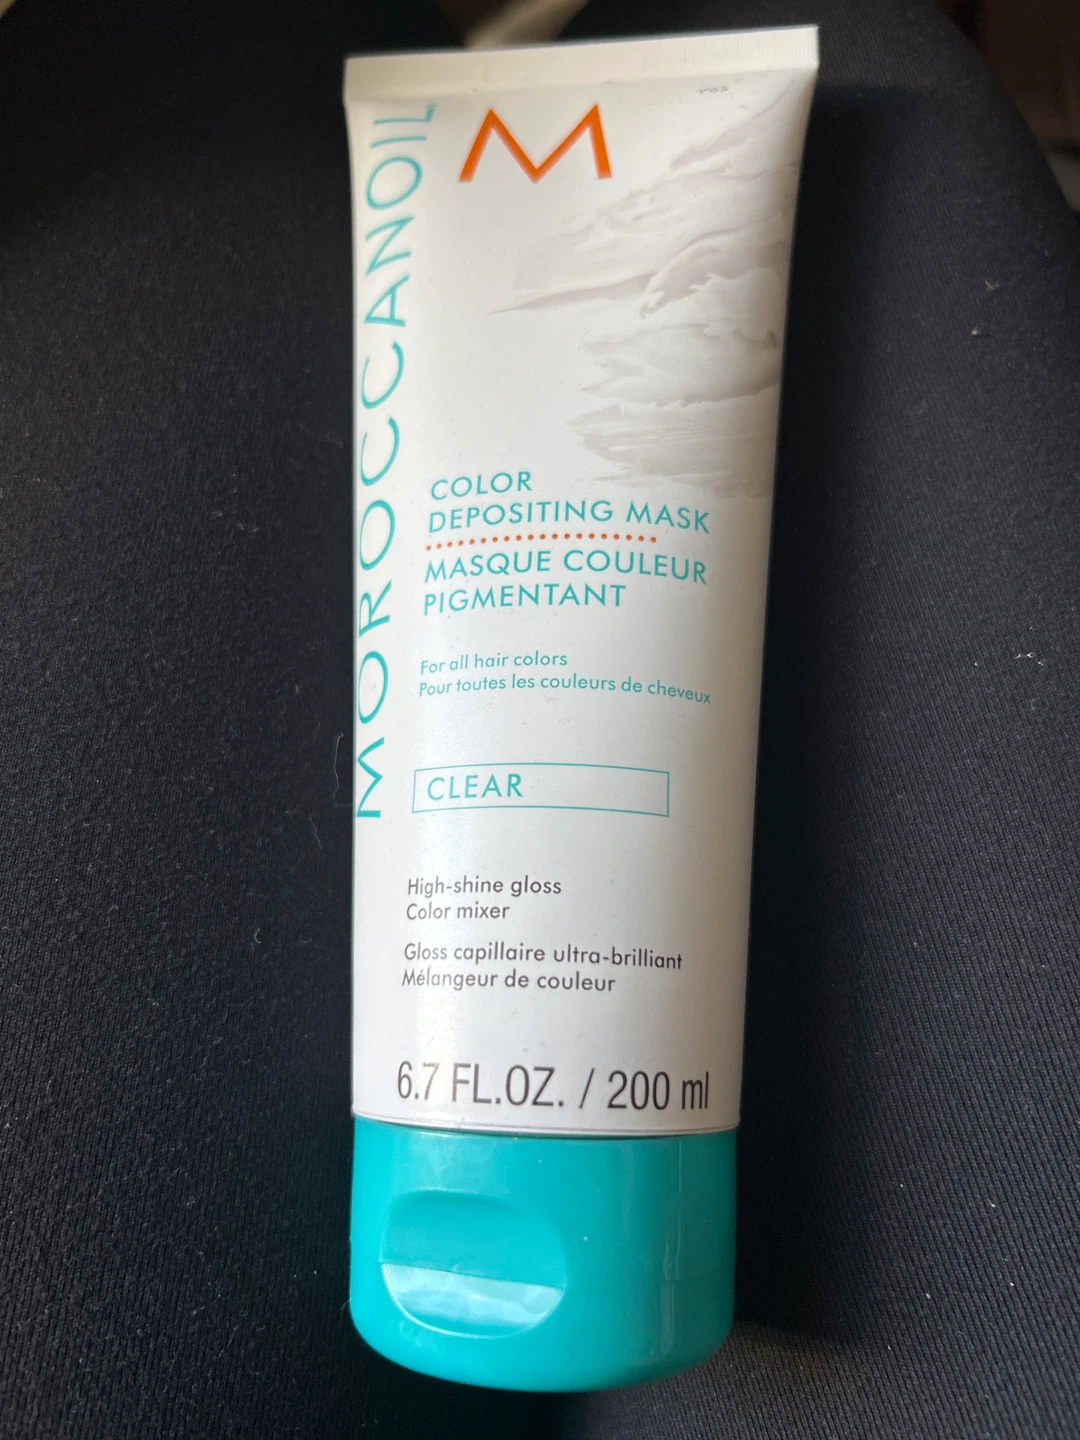 M
MOROCCANOIL
COLOR
DEPOSITING MASK
MASQUE COULEUR
PIGMENTANT
For all hair colors
Pour toutes les couleurs de cheveux
CLEAR
High-shine gloss
Color mixer
Gloss capillaire ultra-brilliant
Mélangeur de couleur
6.7 FL.OZ. / 200 ml